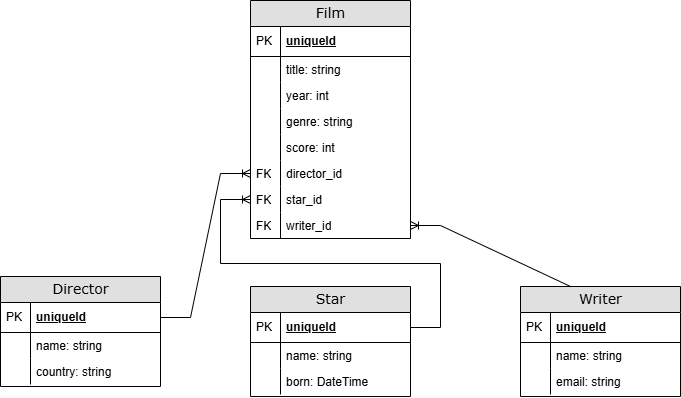 Film
PK uniqueId
title: string
year: int
genre: string
score: int
FK director_id
FK star_id
FK writer_id
Director
PK uniqueId
name: string
country: string
Star
PK uniqueId
name: string
born: DateTime
Writer
PK uniqueId
name: string
email: string